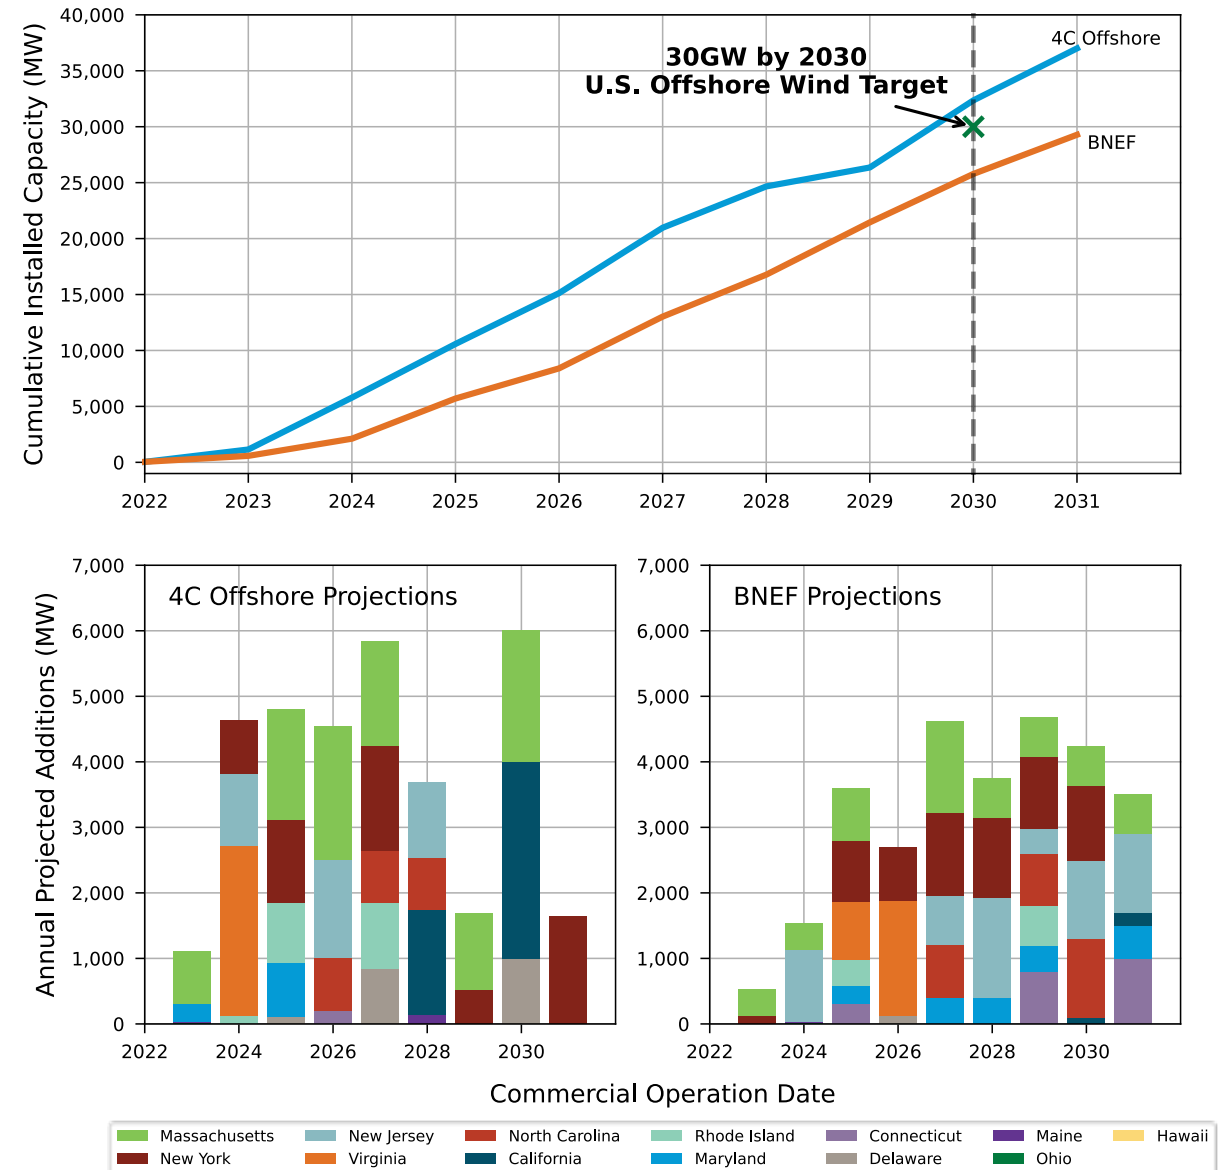 Cumulative Installed Capacity (MW)
40,000
35,000
30,000
25,000
20,000
15,000
10,000
5,000
0
30GW by 2030
U.S. Offshore Wind Target
4C Offshore
BNEF
2022 2023 2024 2025 2026 2027 2028 2029 2030 2031
Annual Projected Additions (MW)
7,000
6,000
5,000
4,000
3,000
2,000
1,000
0
4C Offshore Projections
2022 2024 2026 2028 2030
7,000
6,000
5,000
4,000
3,000
2,000
1,000
0
BNEF Projections
2022 2024 2026 2028 2030
Commercial Operation Date
Massachusetts New Jersey North Carolina Rhode Island Connecticut Maine Hawaii
New York Virginia California Maryland Delaware Ohio